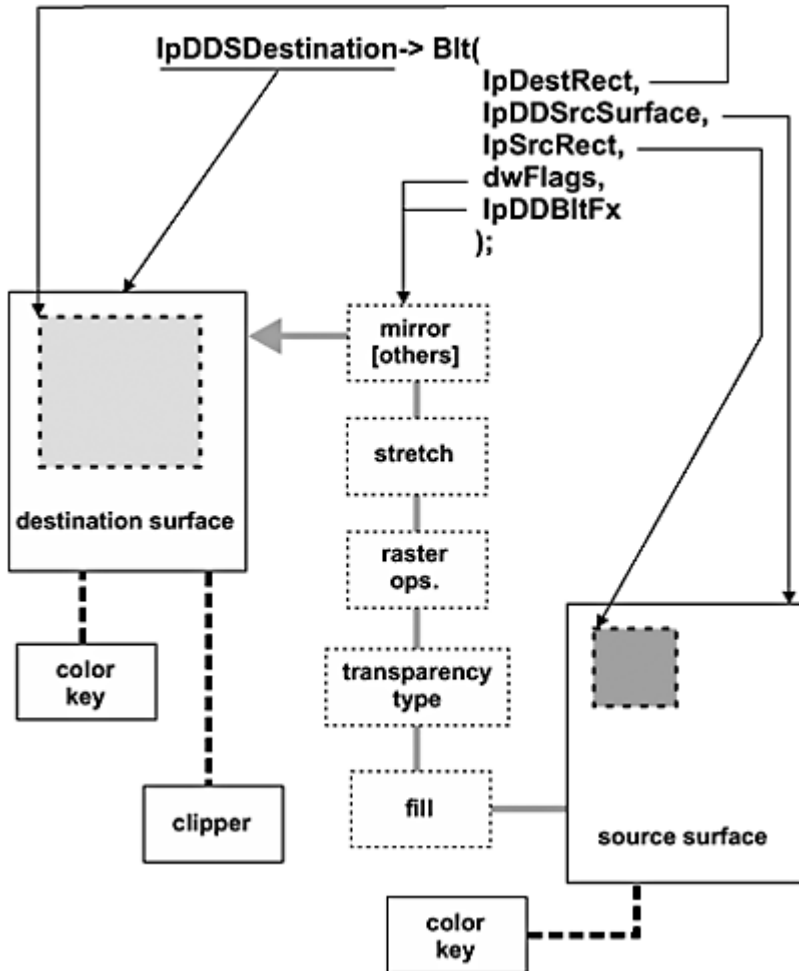 lpDDSDestination-> Blt(
lpDestRect,
lpDDSrcSurface,
lpSrcRect,
dwFlags,
lpDDBltFx
);
mirror
[others]
stretch
destination surface
raster
ops.
color
key
transparency
type
clipper
fill
source surface
color
key